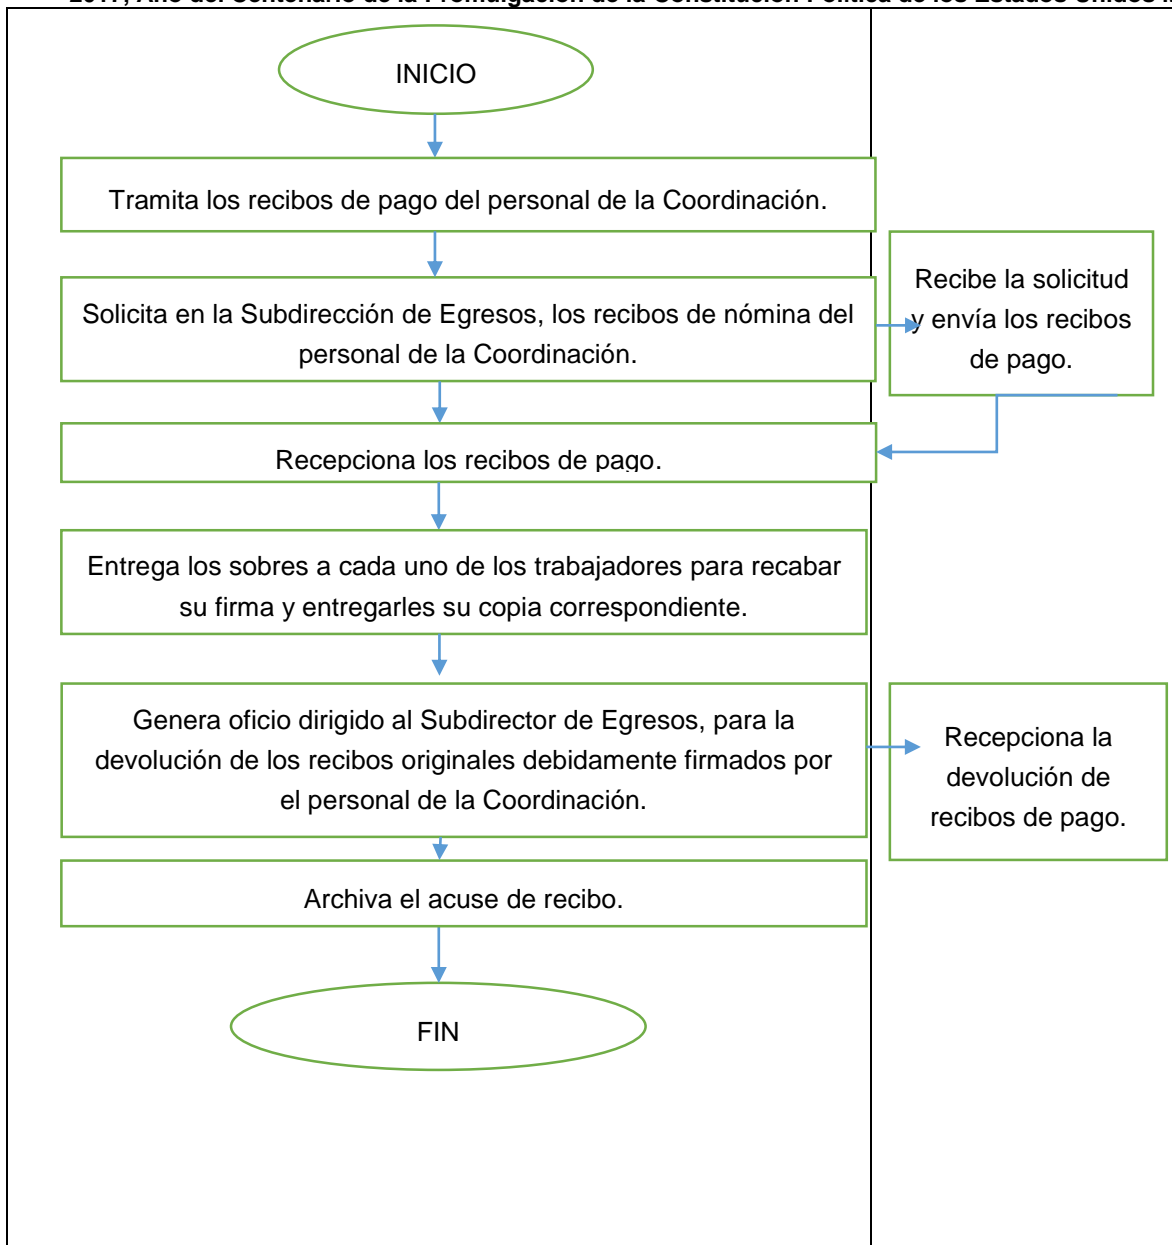 INICIO
Tramita los recibos de pago del personal de la Coordinación.
Solicita en la Subdirección de Egresos, los recibos de nómina del
personal de la Coordinación.
Recibe la solicitud
y envía los recibos
de pago.
Recepciona los recibos de pago.
Entrega los sobres a cada uno de los trabajadores para recabar
su firma y entregarles su copia correspondiente.
Genera oficio dirigido al Subdirector de Egresos, para la
devolución de los recibos originales debidamente firmados por
el personal de la Coordinación.
Recepciona la
devolución de
recibos de pago.
Archiva el acuse de recibo.
FIN